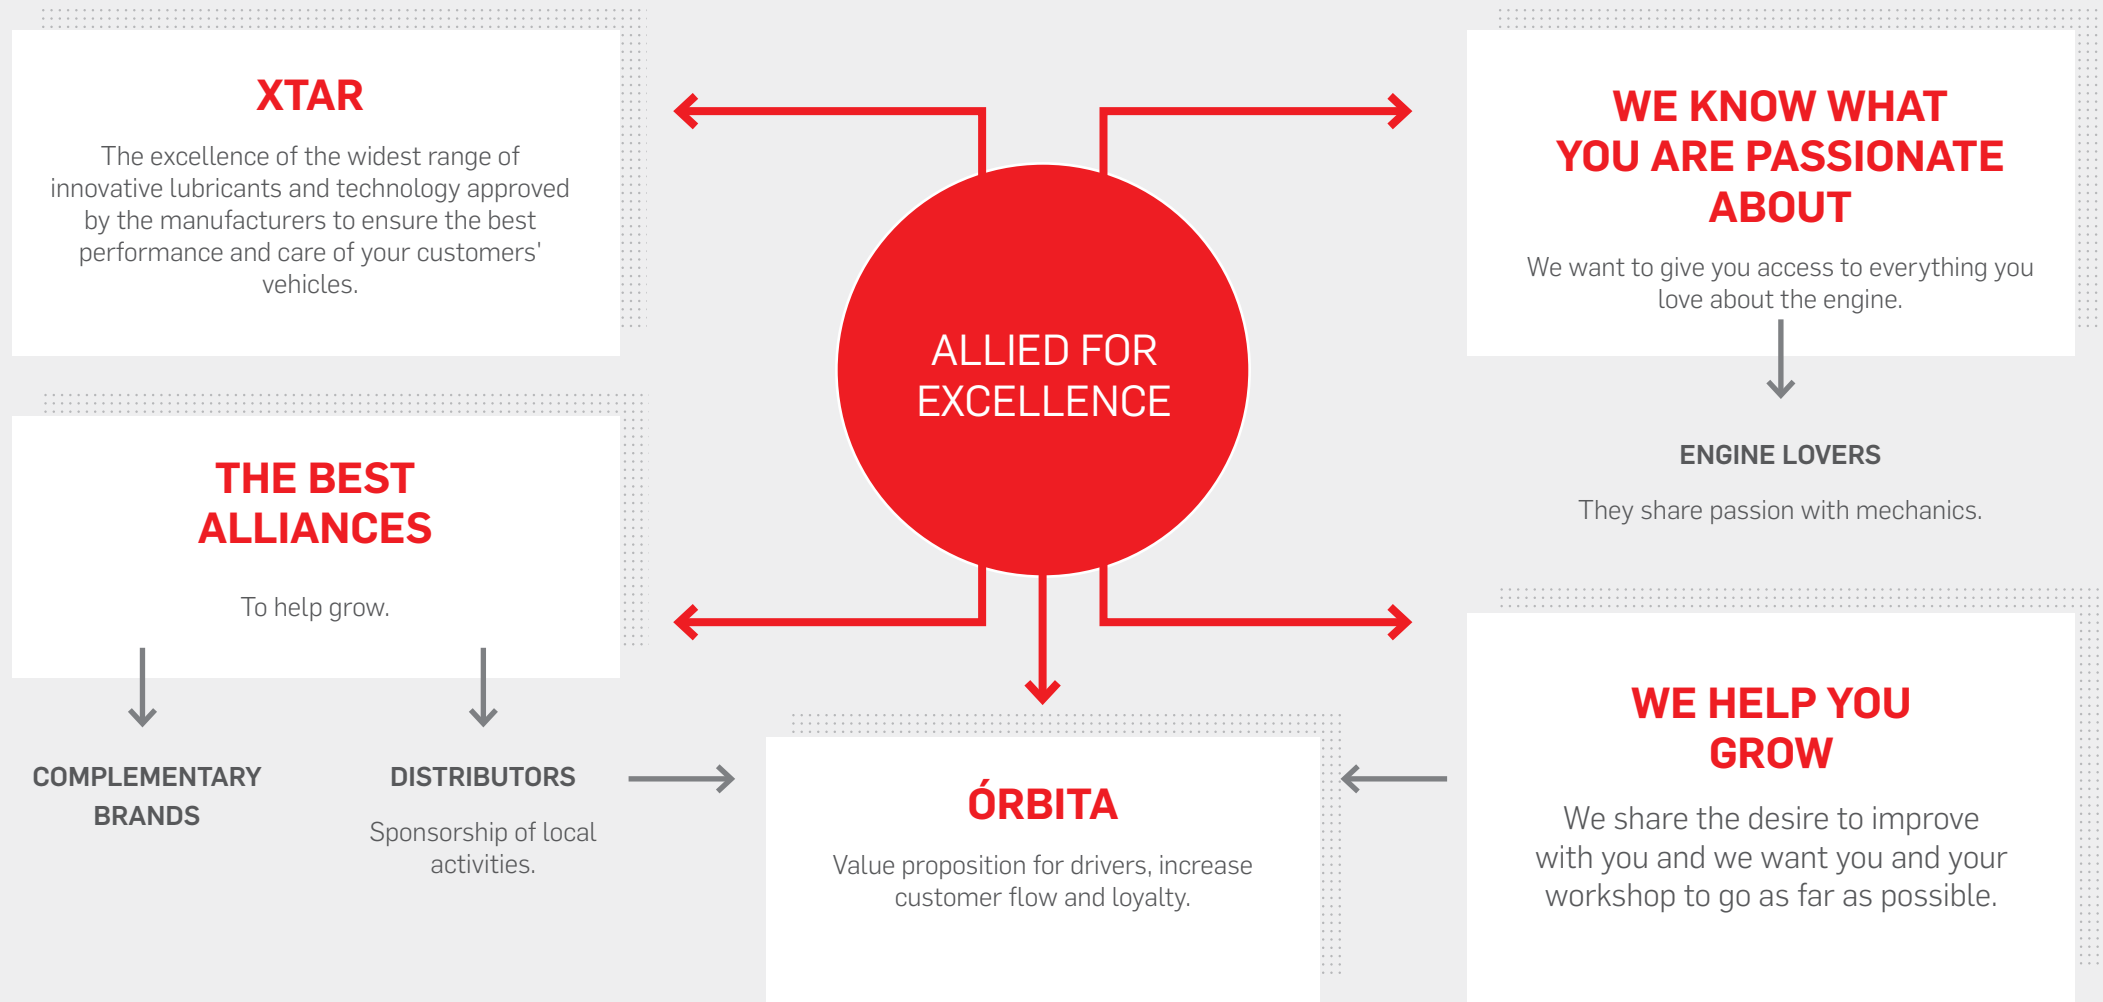 XTAR
The excellence of the widest range of
innovative lubricants and technology approved
by the manufacturers to ensure the best
performance and care of your customers'
vehicles.
THE BEST
ALLIANCES
To help grow.
COMPLEMENTARY
BRANDS
DISTRIBUTORS
Sponsorship of local
activities.
ALLIED FOR
EXCELLENCE
ÓRBITA
Value proposition for drivers, increase
customer flow and loyalty.
WE KNOW WHAT
YOU ARE PASSIONATE
ABOUT
We want to give you access to everything you
love about the engine.
ENGINE LOVERS
They share passion with mechanics.
WE HELP YOU
GROW
We share the desire to improve
with you and we want you and your
workshop to go as far as possible.